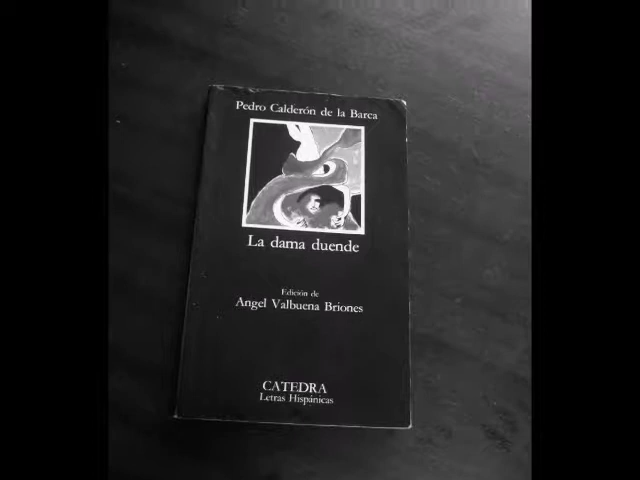 Pedro Calderón de la Barca
La dama duende
Edición de
Angel Valbuena Briones
CATEDRA
Letras Hispánicas